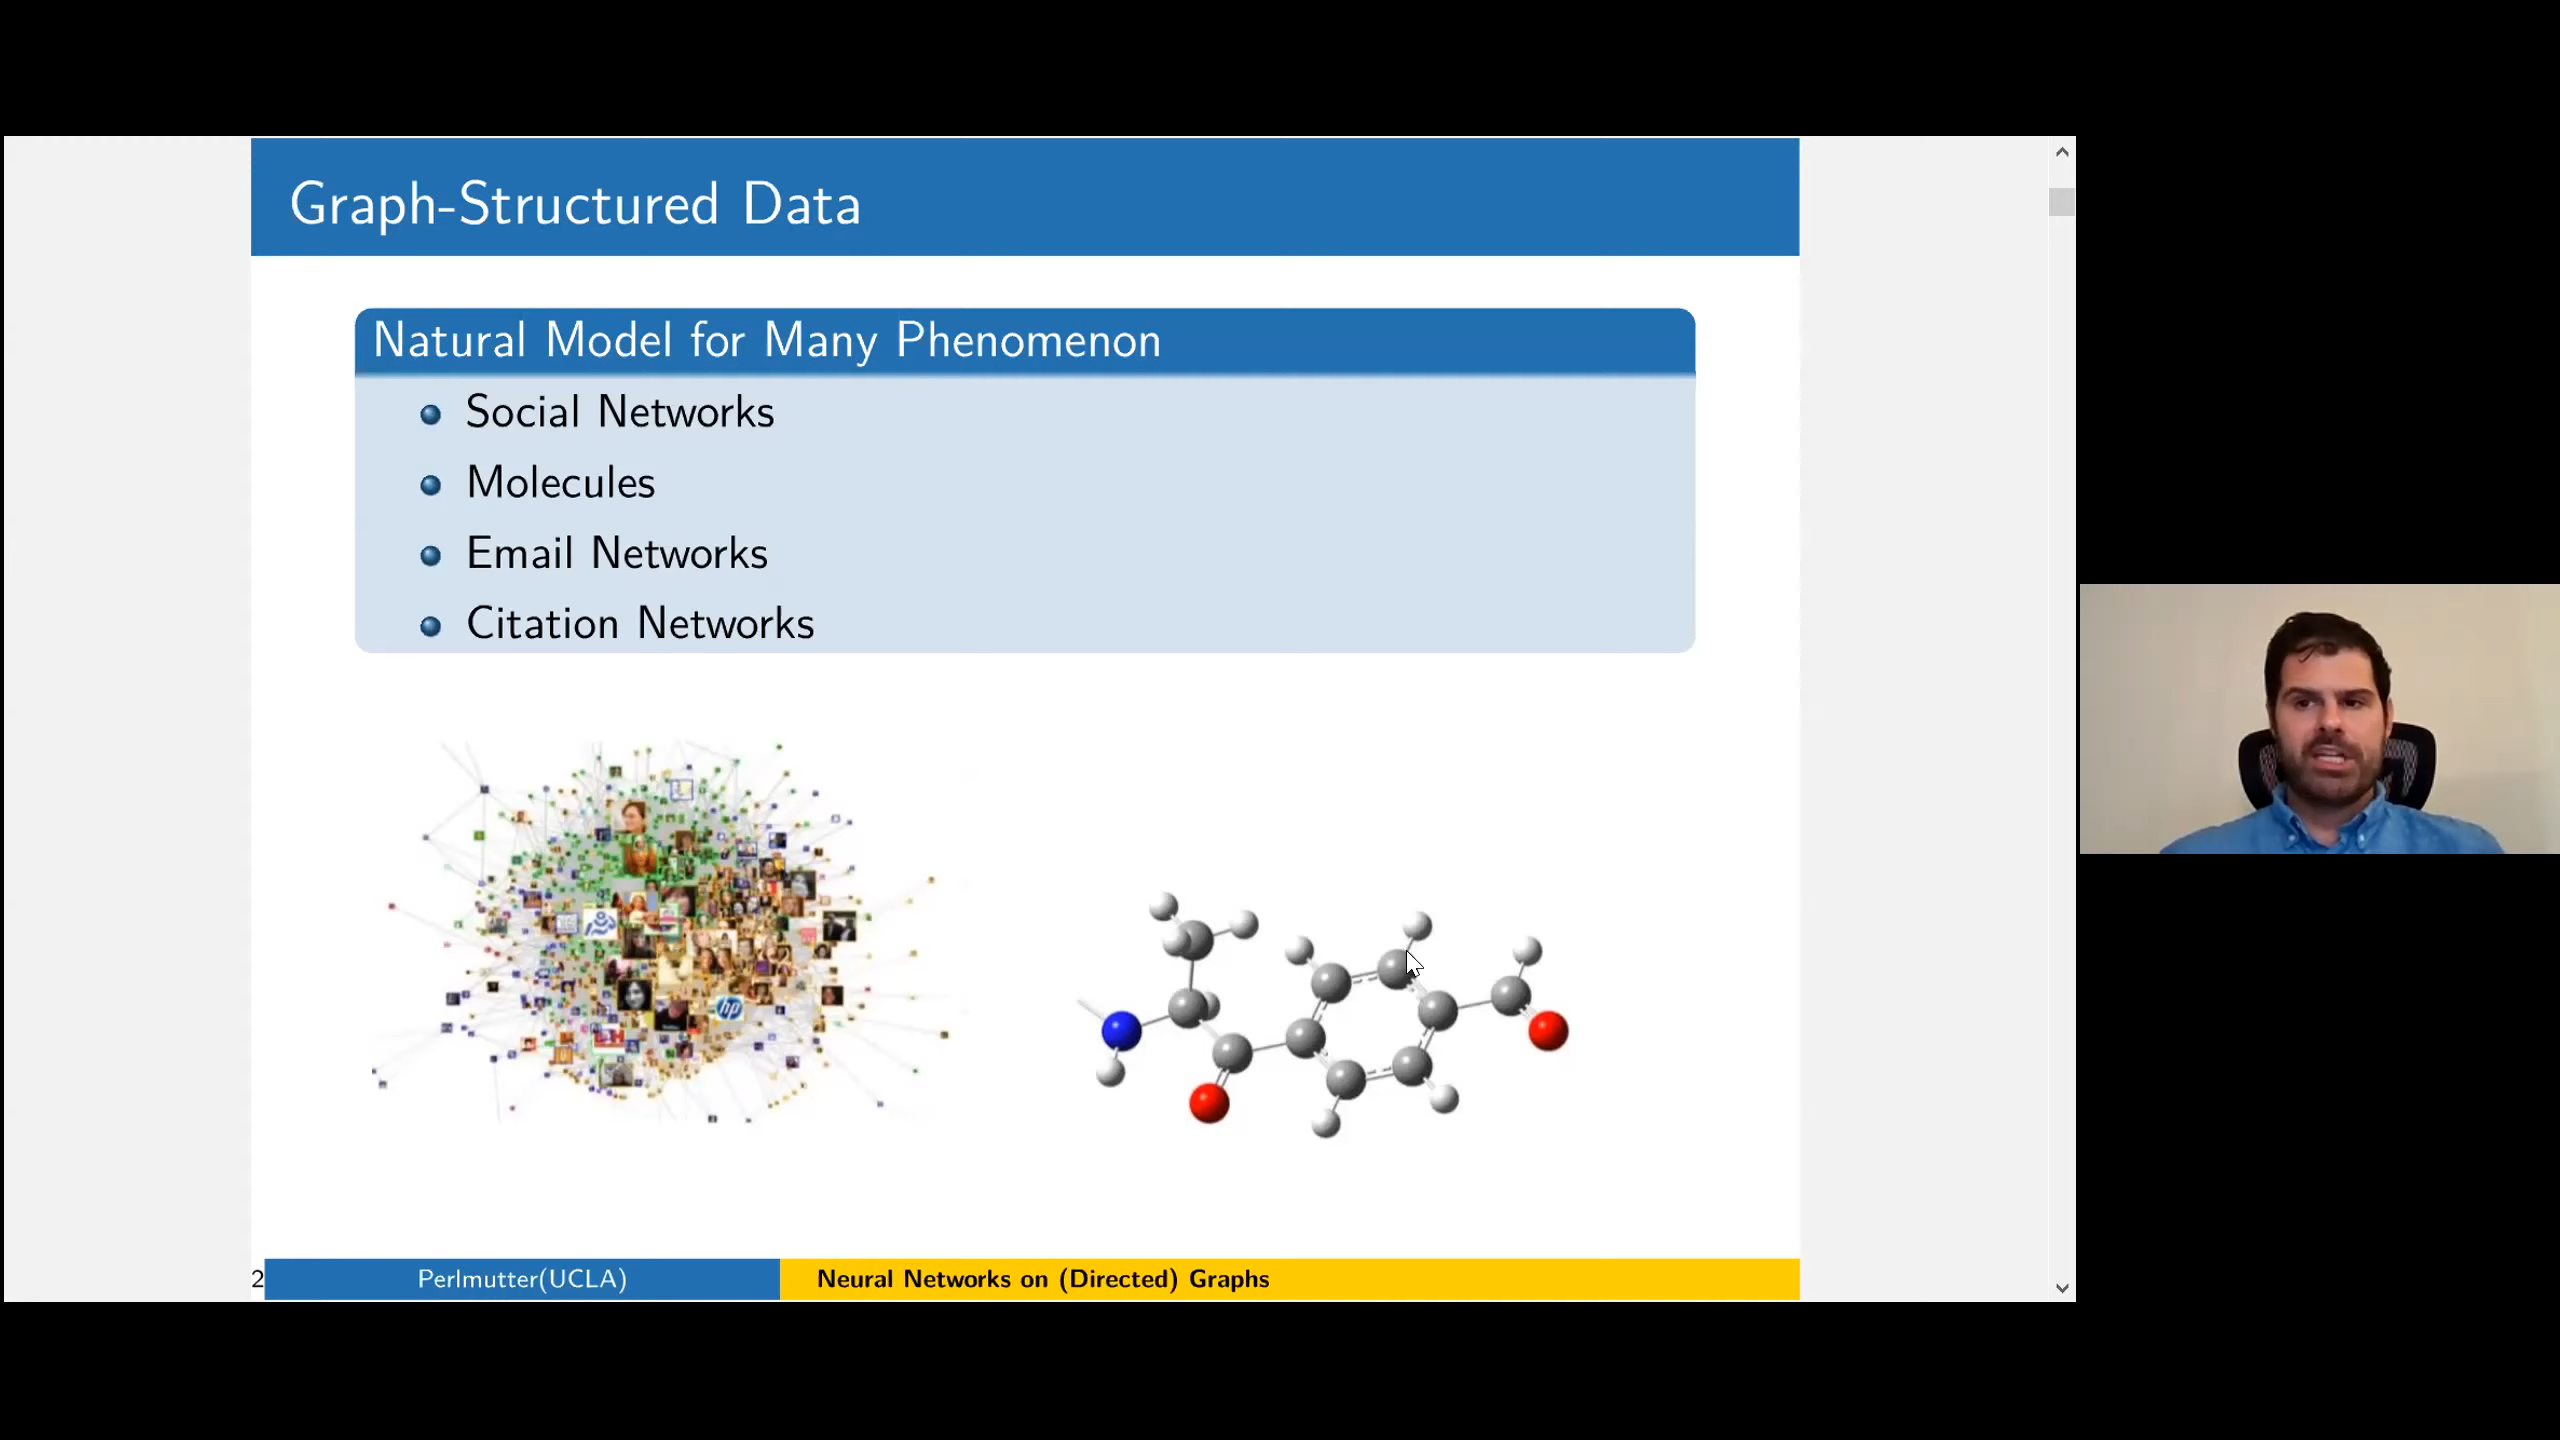 Graph-Structured Data
Natural Model for Many Phenomenon
Social Networks
Molecules
Email Networks
Citation Networks
hp
2
Perlmutter(UCLA)
Neural Networks on (Directed) Graphs